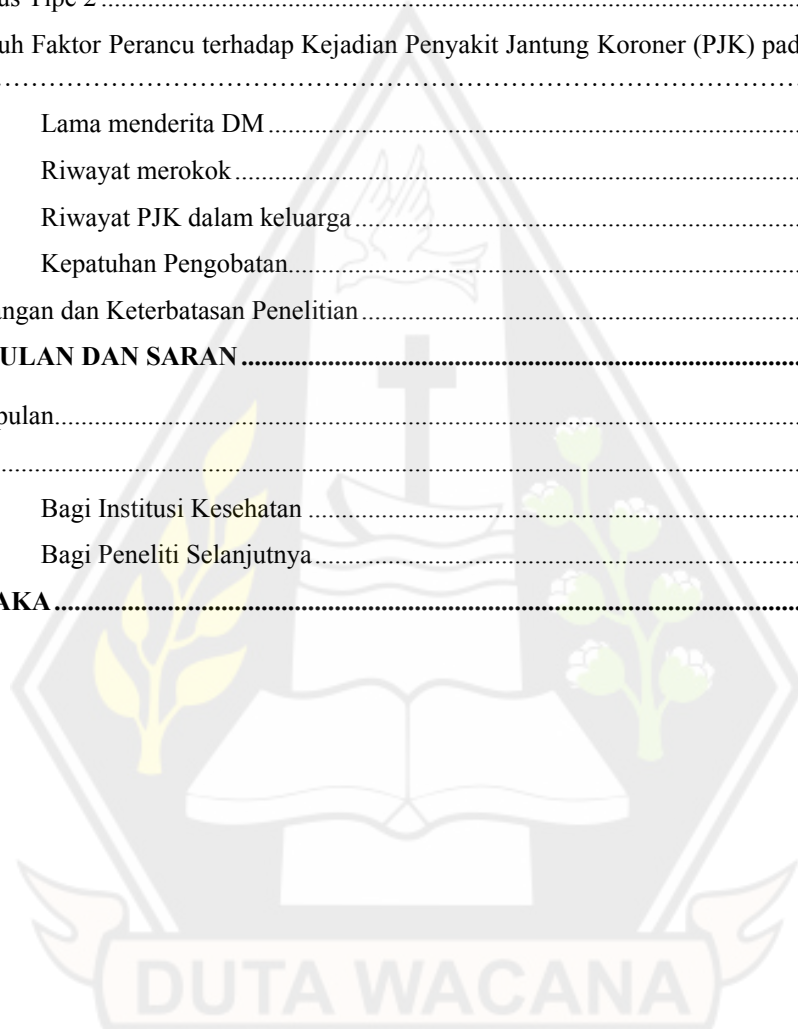 us Tipe 2
uh Faktor Perancu terhadap Kejadian Penyakit Jantung Koroner (PJK) pad
Lama menderita DM
Riwayat merokok
Riwayat PJK dalam keluarga
Kepatuhan Pengobatan
angan dan Keterbatasan Penelitian
ULAN DAN SARAN
pulan
Bagi Institusi Kesehatan
Bagi Peneliti Selanjutnya
AKA
DUTA WACANA